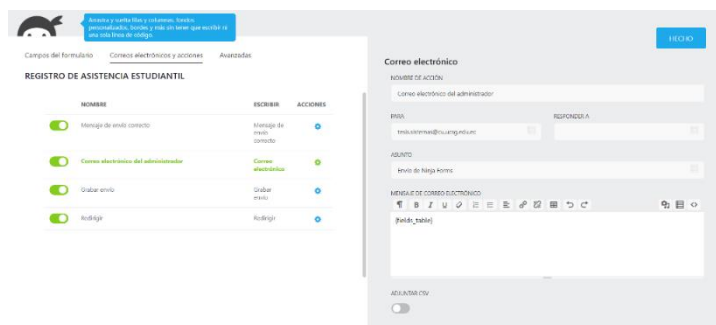 Arrastra y suelta filas y columnas, fondos
personalizados, bordes y más sin tener que escribir ni
una sola línea de código.
HECHO
Campos del formulario Correos electrónicos y acciones Avanzadas
REGISTRO DE ASISTENCIA ESTUDIANTIL
NOMBRE ESCRIBIR ACCIONES
Mensaje de envío correcto Mensaje de
envío
correcto
Correo electrónico del administrador Correo
electrónico
Grabar envío Grabar
envío
Redirigir Redirigir
Correo electrónico
NOMBRE DE ACCIÓN
Correo electrónico del administrador
PARA RESPONDER A
ASUNTO
Envío de Ninja Forms
MENSAJE DE CORREO ELECTRÓNICO
{fields_table}
ADJUNTAR CSV